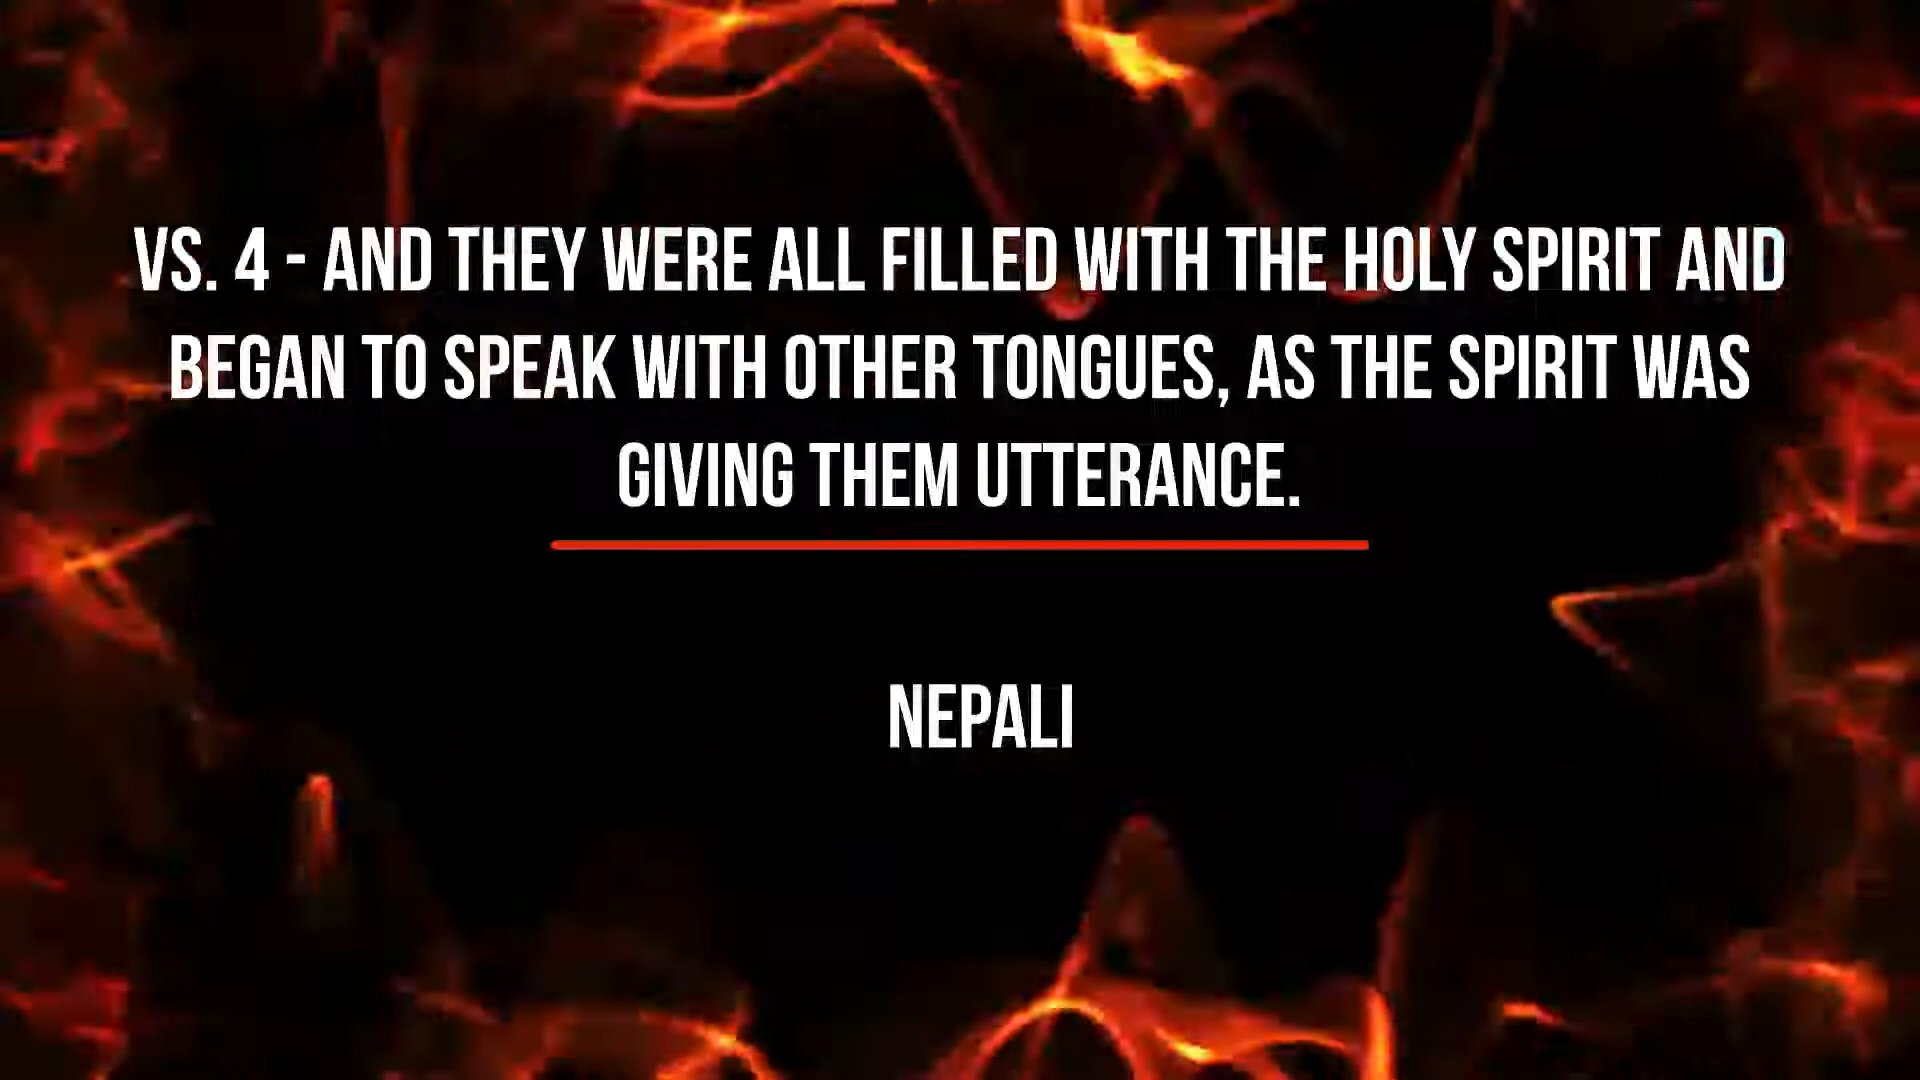 VS. 4 - AND THEY WERE ALL FILLED WITH THE HOLY SPIRIT AND
BEGAN TO SPEAK WITH OTHER TONGUES, AS THE SPIRIT WAS
GIVING THEM UTTERANCE.
NEPALI